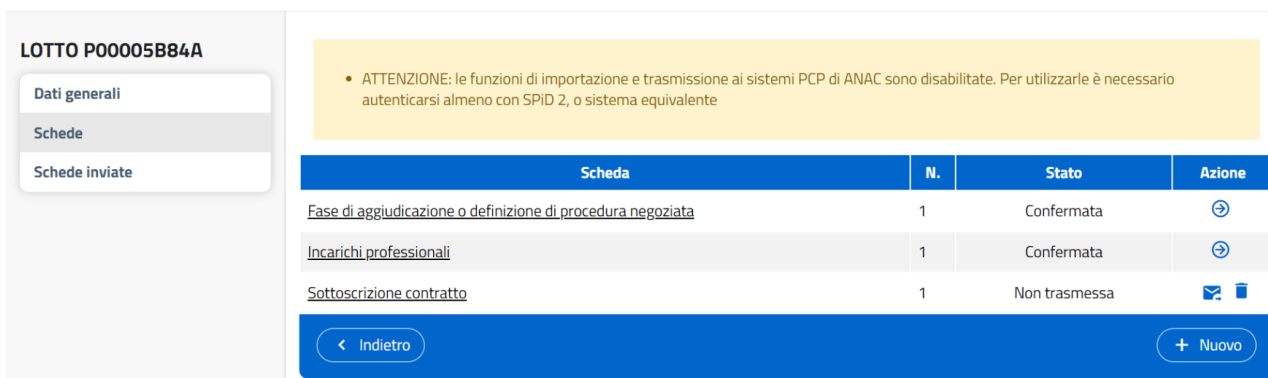 LOTTO P00005B84A
Dati generali
Schede
Schede inviate
ATTENZIONE: le funzioni di importazione e trasmissione ai sistemi PCP di ANAC sono disabilitate. Per utilizzarle è necessario
autenticarsi almeno con SPiD 2, o sistema equivalente
Scheda N. Stato Azione
Fase di aggiudicazione o definizione di procedura negoziata 1 Confermata
Incarichi professionali 1 Confermata
Sottoscrizione contratto 1 Non trasmessa
Indietro
+ Nuovo